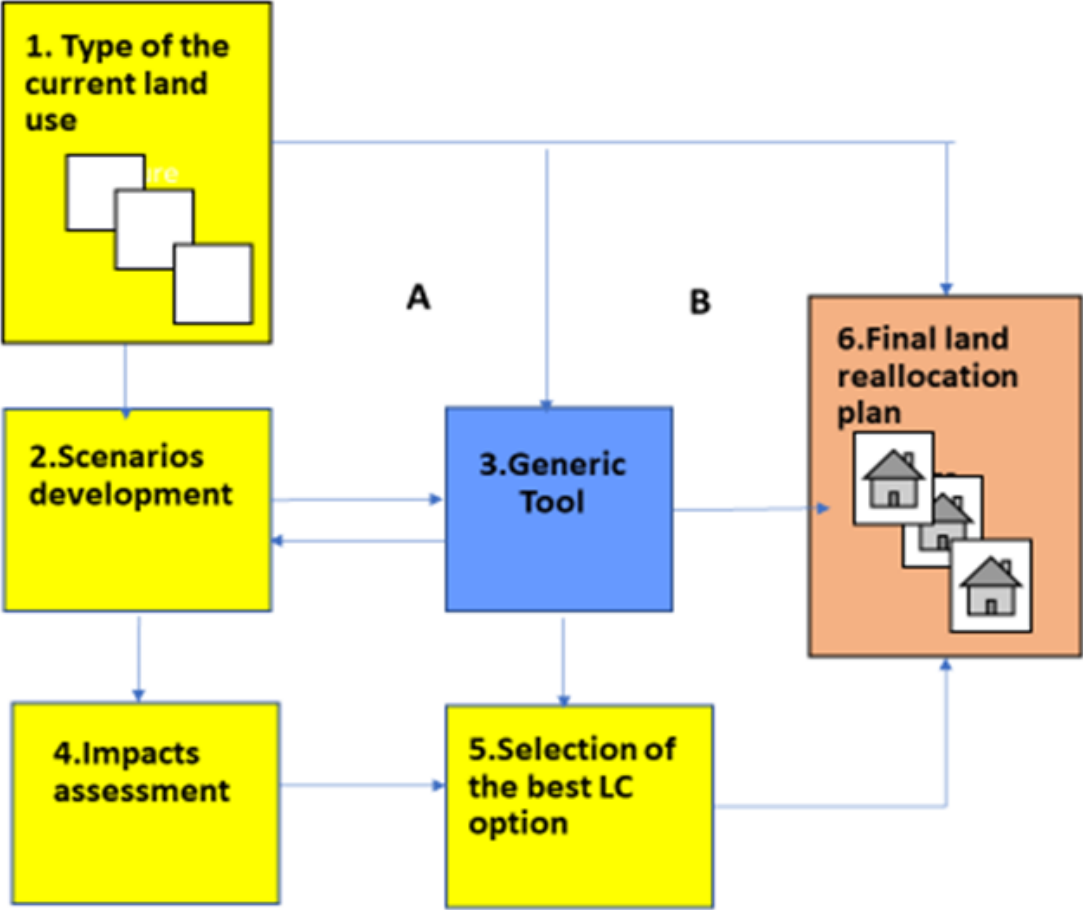 1. Type of the
current land
use
A
B
2.Scenarios
development
3.Generic
Tool
6.Final land
reallocation
plan
4.Impacts
assessment
5.Selection of
the best LC
option